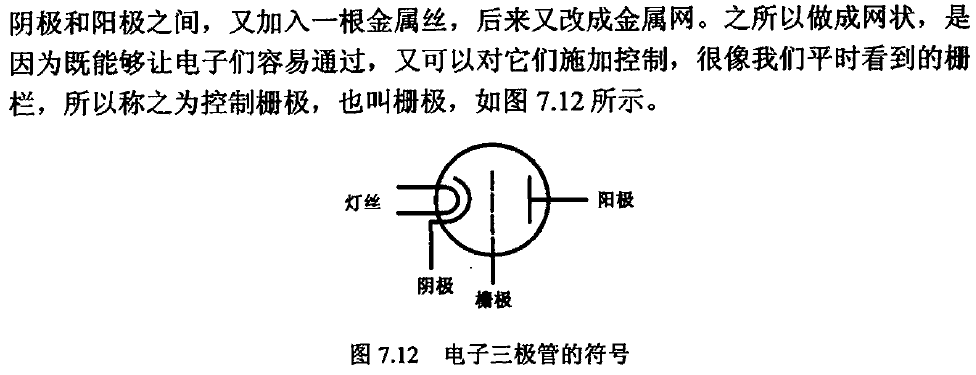 阴极和阳极之间，又加入一根金属丝，后来又改成金属网。之所以做成网状，是
因为既能够让电子们容易通过，又可以对它们施加控制，很像我们平时看到的栅
栏，所以称之为控制栅极，也叫栅极，如图 7.12 所示。
灯丝
阳极
阴极
栅极
图 7.12 电子三极管的符号